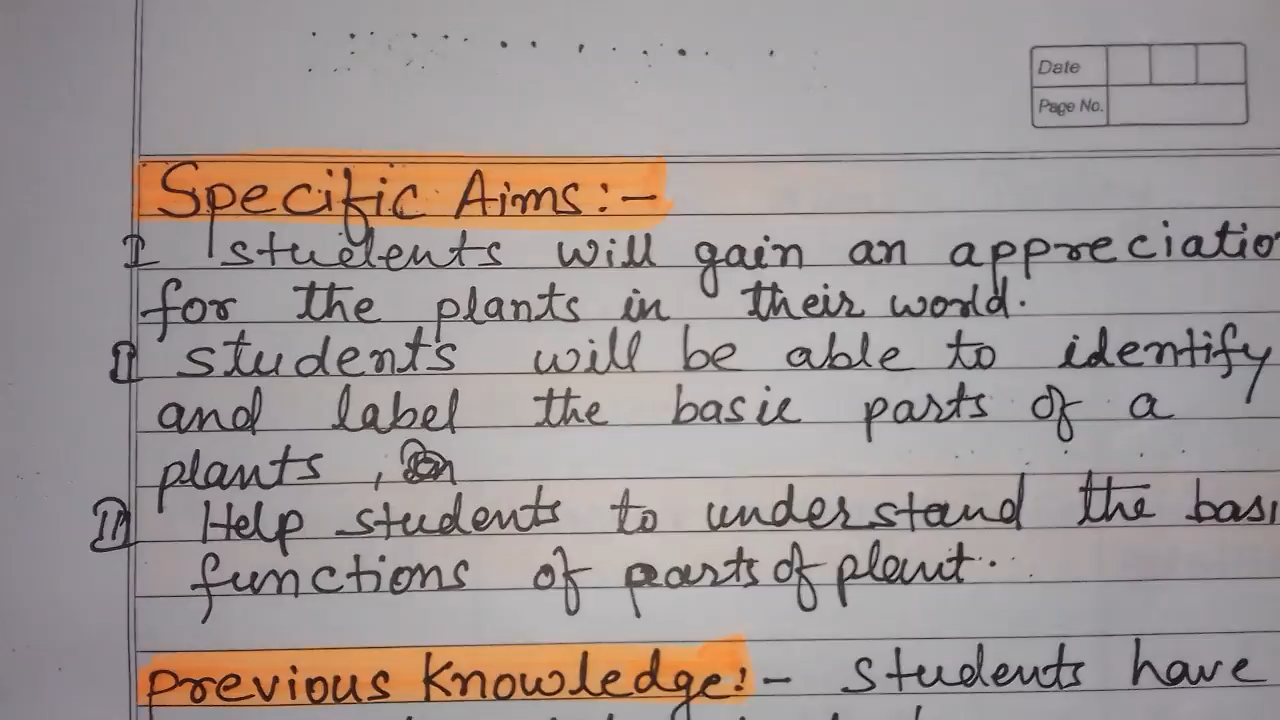 Date
Page No.
Specific Aims:-
I students will gain an appreciatio
for the plants in their world.
II students will be able to identify
and label the basic parts of a
plants ,
III Help students to understand the basi
functions of parts of plant.
previous knowledge:- students have